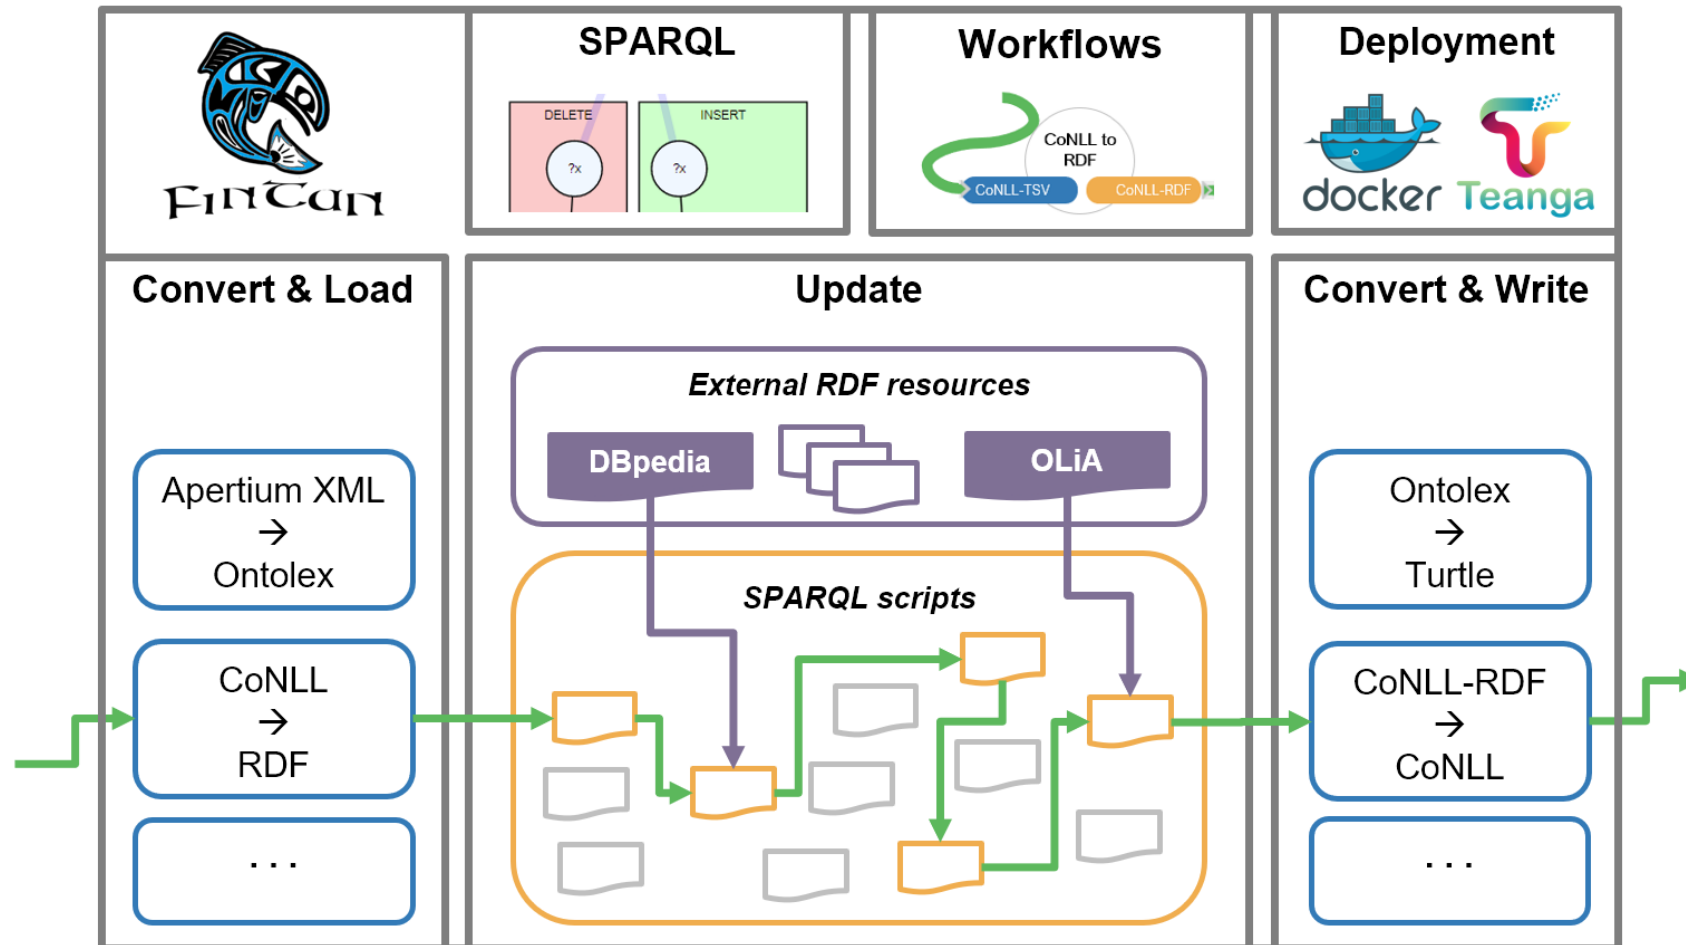 FINTAN
SPARQL
DELETE
?x
INSERT
?x
Workflows
CoNLL to
RDF
CoNLL-TSV
CoNLL-RDF
Deployment
docker
Teanga
Convert & Load
Apertium XML
→
Ontolex
CoNLL
→
RDF
...
Update
External RDF resources
DBpedia
OLiA
SPARQL scripts
Convert & Write
Ontolex
→
Turtle
CoNLL-RDF
→
CoNLL
...